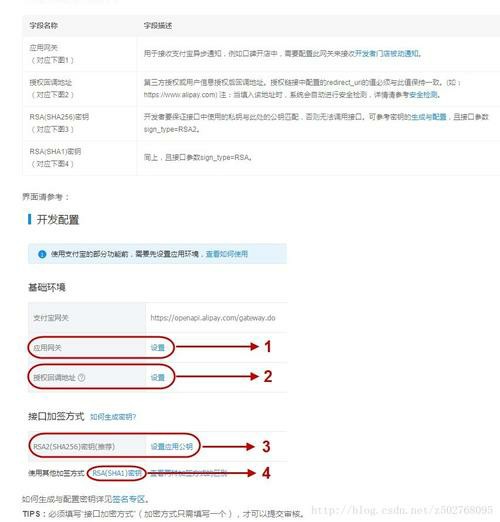 字段名称 字段描述
应用网关
(对应下图1)
用于接收支付宝异步通知，例如口碑开店中，需要配置此网关来接收开发者门店被动通知。
授权回调地址
(对应下图2)
第三方授权或用户信息授权版回调地址。授权链接中配置的redirect_uri的值必须与此值保持一致。(如：
https://www.alipay.com) 注：当填入该地址时，系统会自动进行安全检测，详情请参考安全检测。
RSA(SHA256)密钥
(对应下图3)
开发者要保证接口中使用的私钥与此处的公钥匹配，否则无法调用接口。可参考密钥的生成与配置，且接口参数
sign_type=RSA2。
RSA(SHA1)密钥
(对应下图4)
同上，且接口参数sign_type=RSA。
界面请参考：
开发配置
使用支付宝的部分功能前，需要先设置应用环境，查看如何使用
基础环境
支付宝网关 https://openapi.alipay.com/gateway.do
应用网关 设置 1
授权回调地址 ? 设置 2
接口加签方式 如何生成密钥?
RSA2(SHA256)密钥(推荐) 设置应用公钥 3
使用其他加签方式 RSA(SHA1)密钥 查看两种加签方式的区别 4
如何生成与配置密钥详见签名专区。
TIPS：必须填写“接口加密方式”（加密方式只需填写一个），才可以提交审核。
http://blog.csdn.net/z502768095